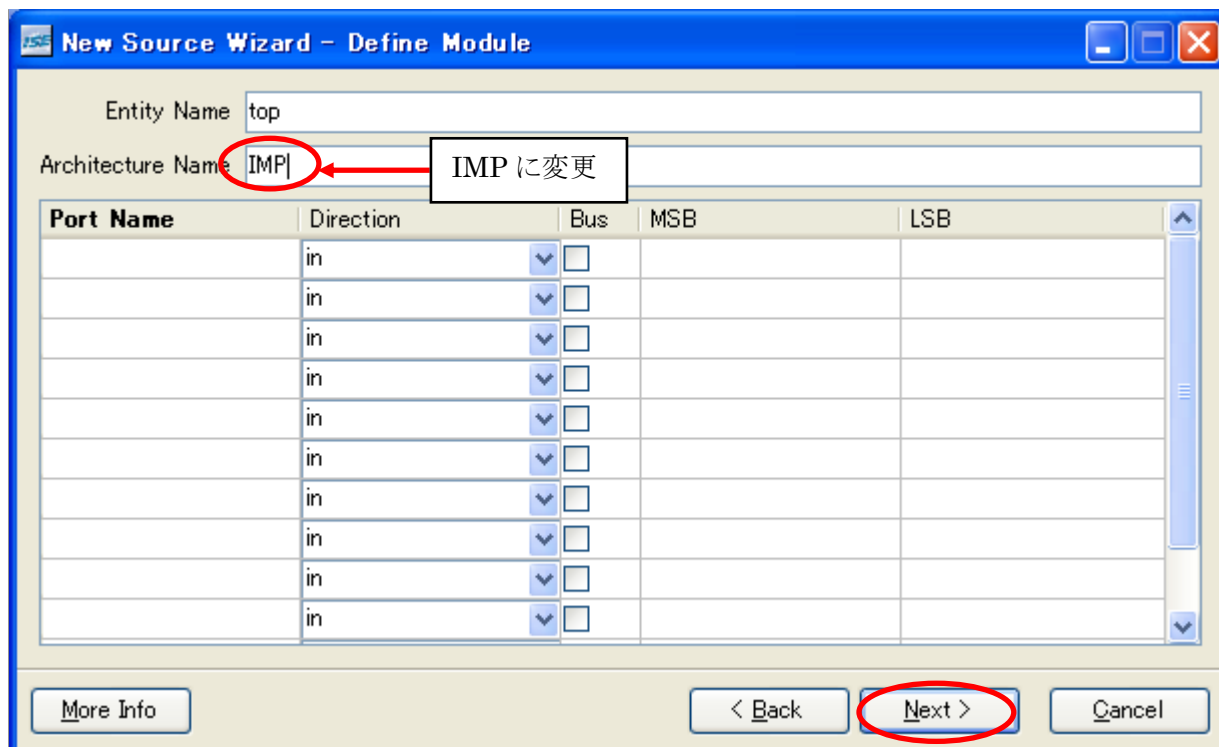 ISE New Source Wizard - Define Module
Entity Name top
Architecture Name IMP
IMP に変更
Port Name Direction Bus MSB LSB
in
in
in
in
in
in
in
in
in
in
More Info < Back Next > Cancel